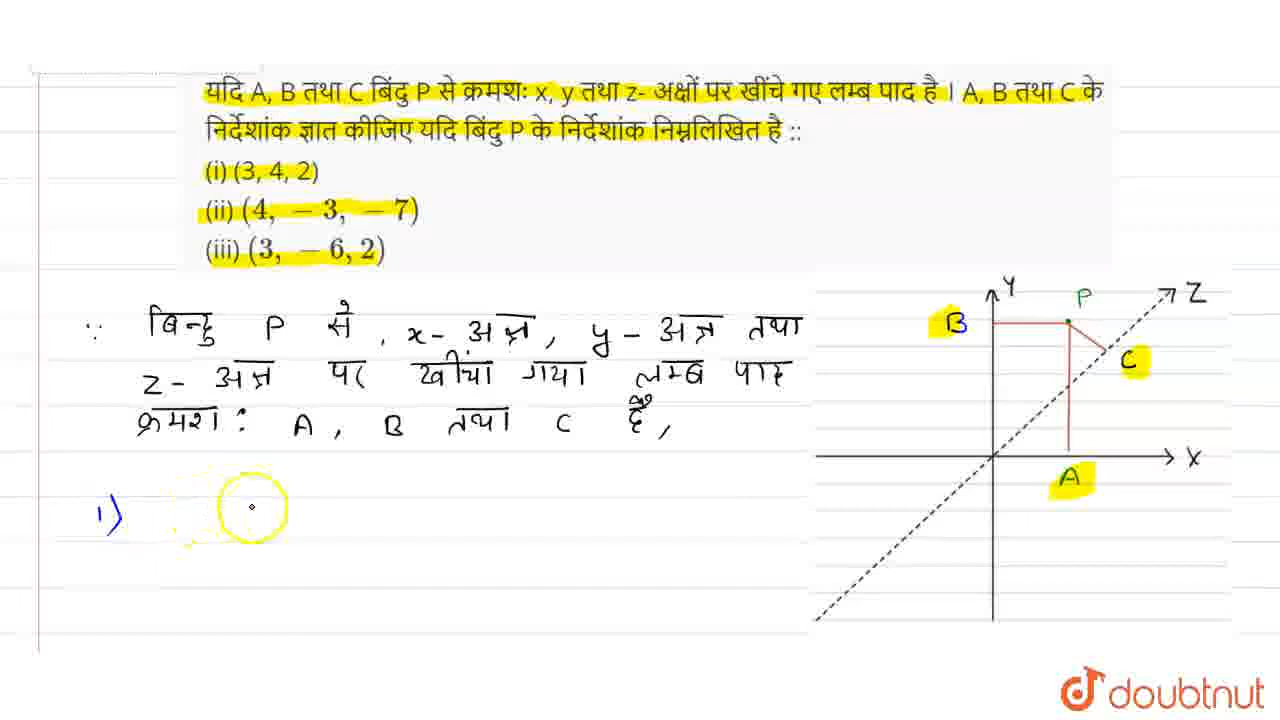 यदि A, B तथा C बिंदु P से क्रमशः x, y तथा z- अक्षों पर खींचे गए लम्ब पाद है । A, B तथा C के
निर्देशांक ज्ञात कीजिए यदि बिंदु P के निर्देशांक निम्नलिखित है ::
(i) (3, 4, 2)
(ii) (4, −3, −7)
(iii) (3, −6, 2)
∵ बिन्दु P से, x- अक्ष, y - अक्ष तथा
z - अक्ष पर खींचा गया लम्ब पाद
क्रमश: A, B तथा C हैं,
1)
Y
P
Z
B
C
X
A
doubtnut